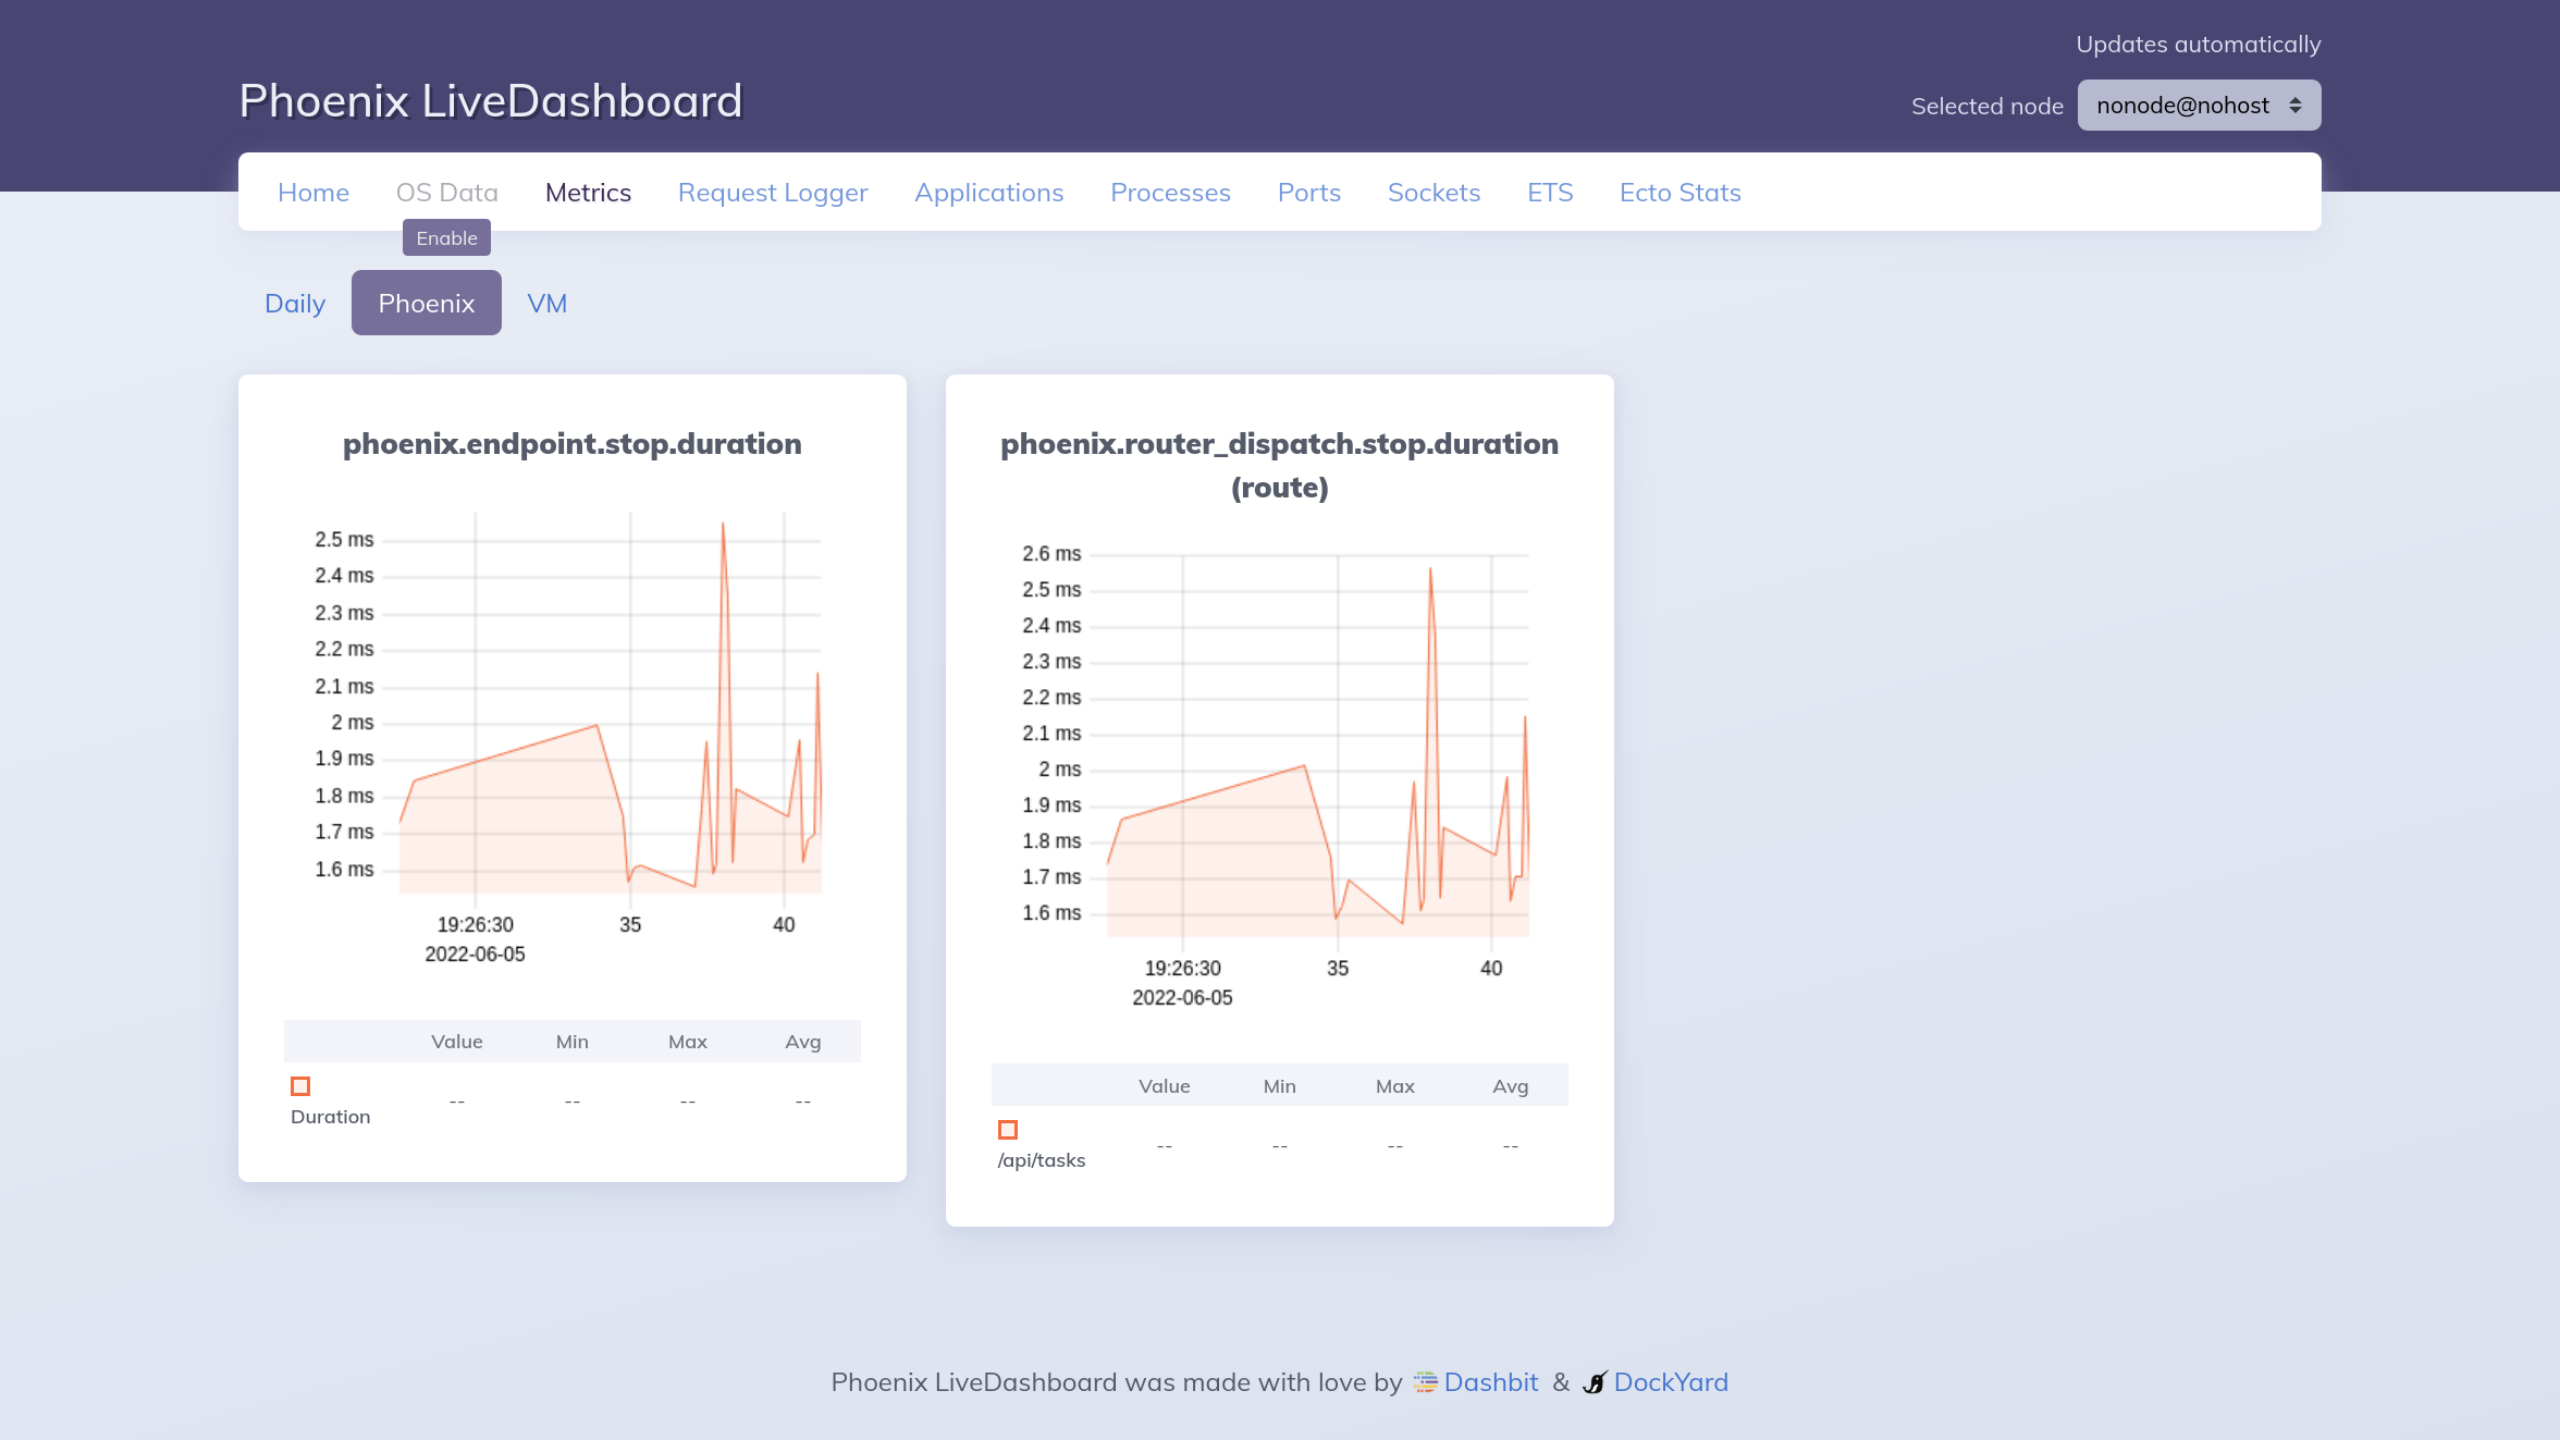 Updates automatically
Phoenix LiveDashboard
Selected node nonode@nohost
Home OS Data Metrics Request Logger Applications Processes Ports Sockets ETS Ecto Stats
Enable
Daily Phoenix VM
phoenix.endpoint.stop.duration
2.5 ms
2.4 ms
2.3 ms
2.2 ms
2.1 ms
2 ms
1.9 ms
1.8 ms
1.7 ms
1.6 ms
19:26:30 35 40
2022-06-05
Value Min Max Avg
Duration -- -- -- --
phoenix.router_dispatch.stop.duration
(route)
2.6 ms
2.5 ms
2.4 ms
2.3 ms
2.2 ms
2.1 ms
2 ms
1.9 ms
1.8 ms
1.7 ms
1.6 ms
19:26:30 35 40
2022-06-05
Value Min Max Avg
/api/tasks -- -- -- --
Phoenix LiveDashboard was made with love by Dashbit & DockYard